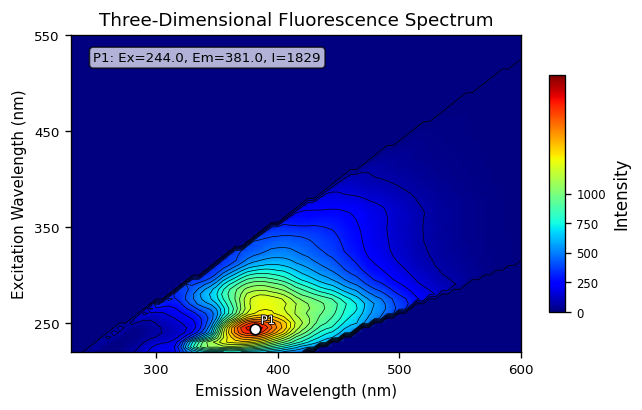 Three-Dimensional Fluorescence Spectrum
P1: Ex=244.0, Em=381.0, I=1829
P1
550
450
350
250
Excitation Wavelength (nm)
300
400
500
600
Emission Wavelength (nm)
1000
750
500
250
0
Intensity